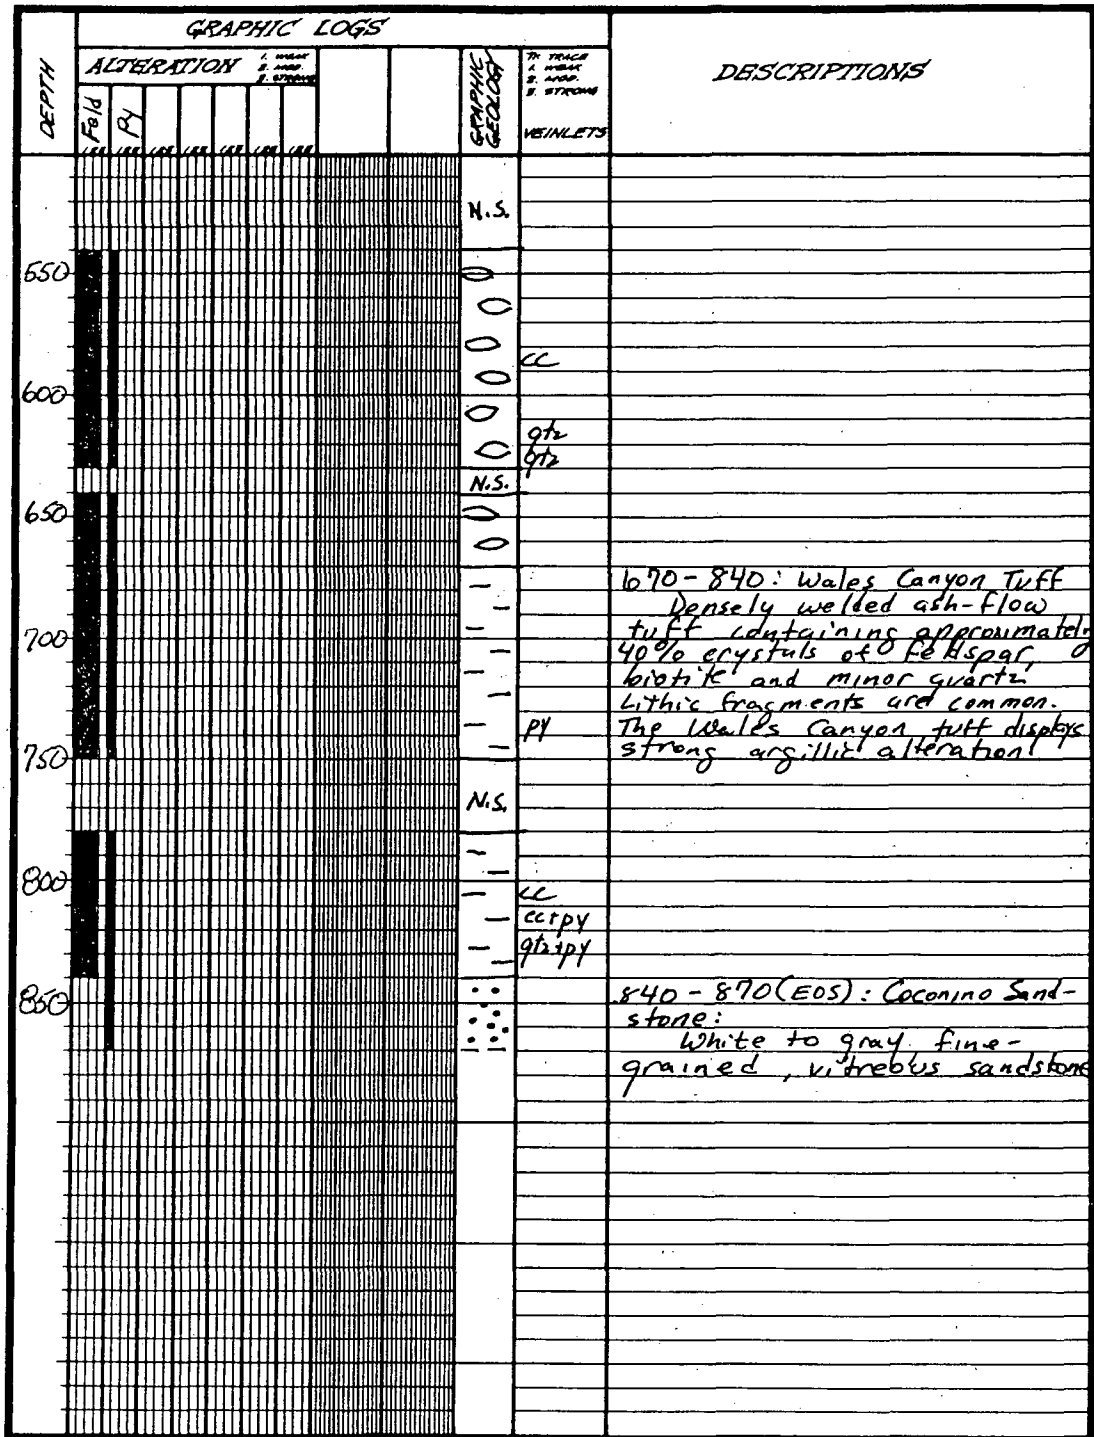 GRAPHIC LOGS
DEPTH
ALTERATION
1. WEAK
2. MOD.
3. STRONG
Feld
Py
GRAPHIC
GEOLOGY
TR TRACE
1. WEAK
2. MOD.
3. STRONG
VEINLETS
DESCRIPTIONS
N.S.
550
cc
600
qtz
qtz
N.S.
650
670-840: Wales Canyon Tuff
Densely welded ash-flow
tuff containing approximately
700
40% crystals of feldspar,
biotite and minor quartz
Lithic fragments are common.
py
The Wales Canyon tuff displays
strong argillic alteration
750
N.S.
800
cc
cc+py
qtz+py
850
840-870(EOS): Coconino Sand-
stone:
White to gray fine-
grained, vitreous sandstone